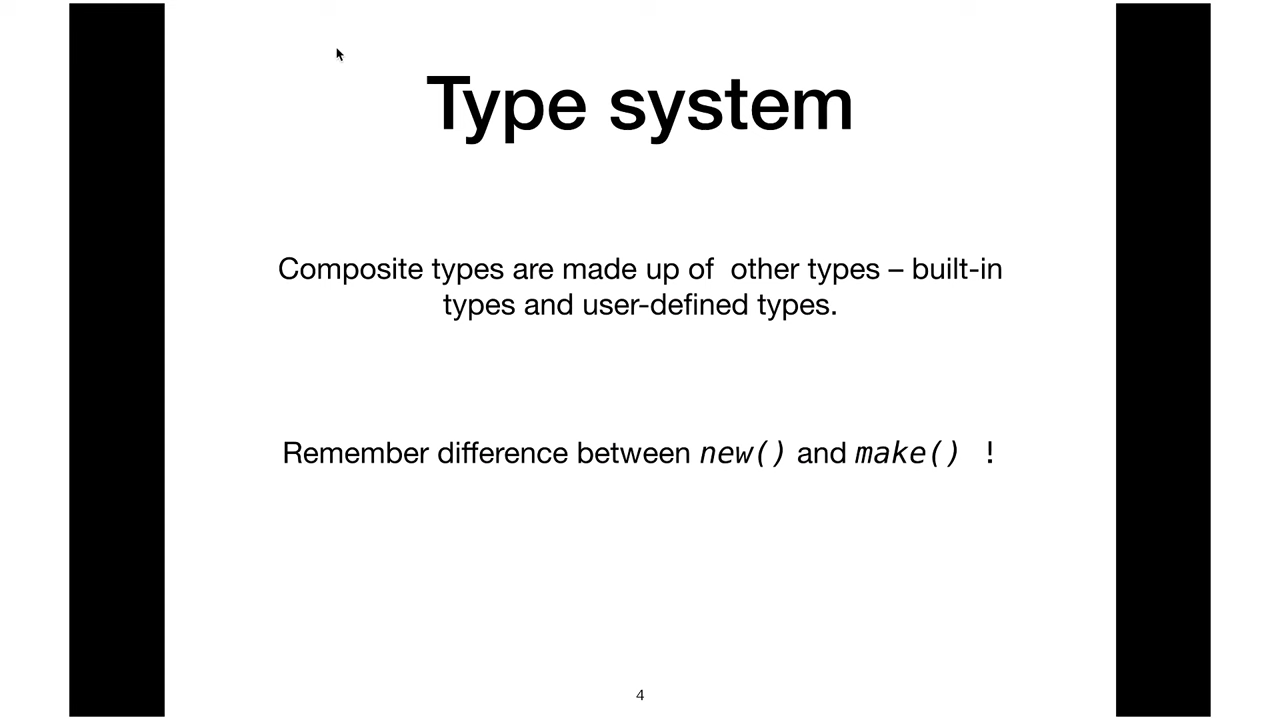 Type system
Composite types are made up of  other types – built-in
types and user-defined types.
Remember difference between new() and make() !
4